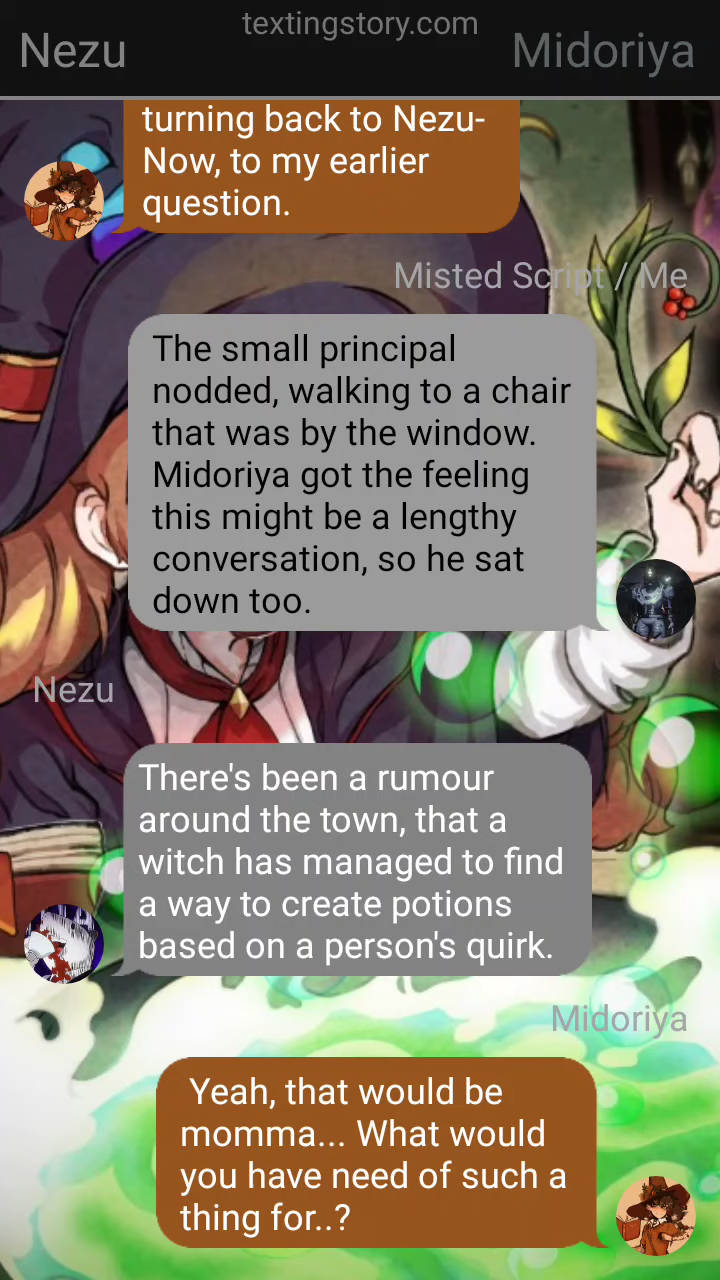 textingstory.com
Nezu
Midoriya
turning back to Nezu-
Now, to my earlier
question.
Misted Script / Me
The small principal
nodded, walking to a chair
that was by the window.
Midoriya got the feeling
this might be a lengthy
conversation, so he sat
down too.
Nezu
There's been a rumour
around the town, that a
witch has managed to find
a way to create potions
based on a person's quirk.
Midoriya
Yeah, that would be
momma... What would
you have need of such a
thing for..?